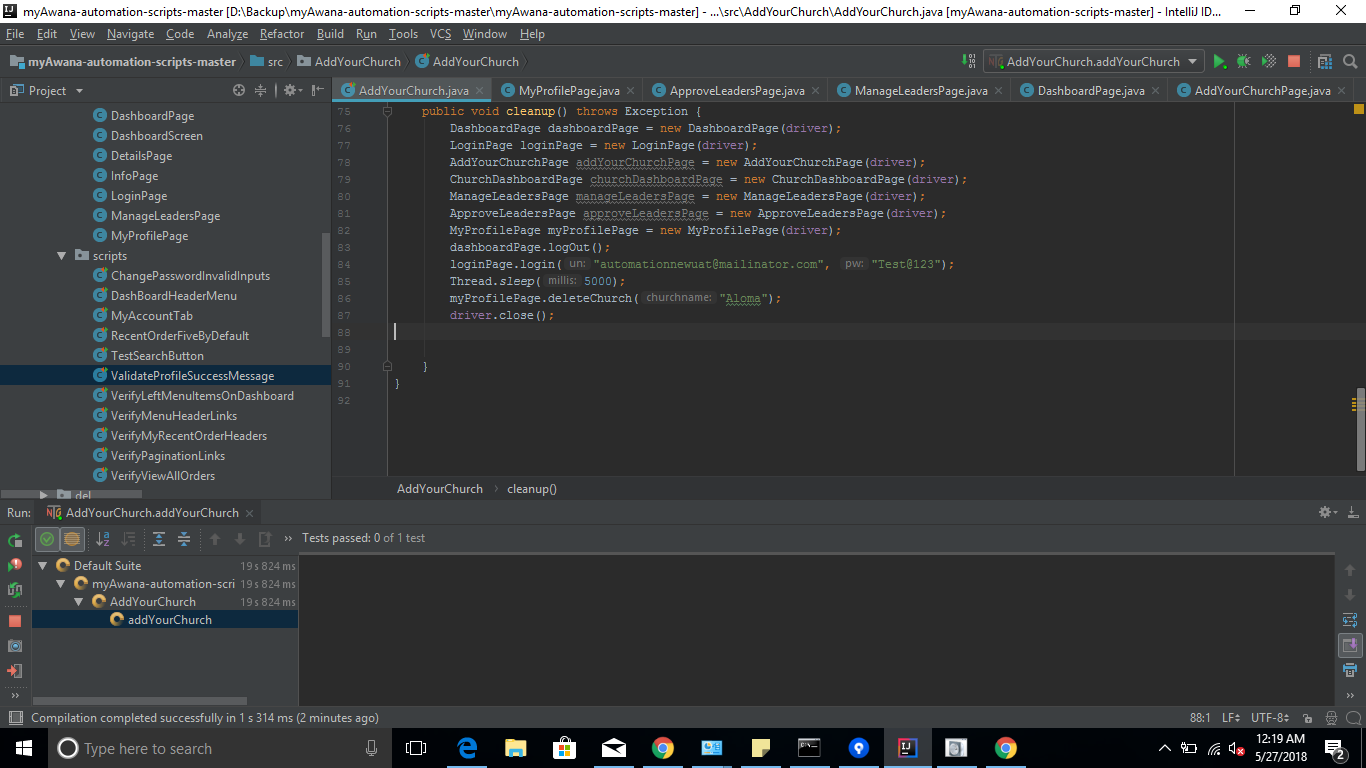 myAwana-automation-scripts-master [D:\Backup\myAwana-automation-scripts-master\myAwana-automation-scripts-master] - ...\src\AddYourChurch\AddYourChurch.java [myAwana-automation-scripts-master] - IntelliJ ID...
File Edit View Navigate Code Analyze Refactor Build Run Tools VCS Window Help
myAwana-automation-scripts-master src AddYourChurch AddYourChurch AddYourChurch.addYourChurch
Project
AddYourChurch.java MyProfilePage.java ApproveLeadersPage.java ManageLeadersPage.java DashboardPage.java AddYourChurchPage.java
DashboardPage
DashboardScreen
DetailsPage
InfoPage
LoginPage
ManageLeadersPage
MyProfilePage
scripts
ChangePasswordInvalidInputs
DashBoardHeaderMenu
MyAccountTab
RecentOrderFiveByDefault
TestSearchButton
ValidateProfileSuccessMessage
VerifyLeftMenuItemsOnDashboard
VerifyMenuHeaderLinks
VerifyMyRecentOrderHeaders
VerifyPaginationLinks
VerifyViewAllOrders
del
75 public void cleanup() throws Exception {
76 DashboardPage dashboardPage = new DashboardPage(driver);
77 LoginPage loginPage = new LoginPage(driver);
78 AddYourChurchPage addYourChurchPage = new AddYourChurchPage(driver);
79 ChurchDashboardPage churchDashboardPage = new ChurchDashboardPage(driver);
80 ManageLeadersPage manageLeadersPage = new ManageLeadersPage(driver);
81 ApproveLeadersPage approveLeadersPage = new ApproveLeadersPage(driver);
82 MyProfilePage myProfilePage = new MyProfilePage(driver);
83 dashboardPage.logOut();
84 loginPage.login( un: "automationnewuat@mailinator.com", pw: "Test@123");
85 Thread.sleep( millis: 5000);
86 myProfilePage.deleteChurch( churchname: "Aloma");
87 driver.close();
88
89
90 }
91 }
92
AddYourChurch cleanup()
Run: AddYourChurch.addYourChurch
Tests passed: 0 of 1 test
Default Suite 19 s 824 ms
myAwana-automation-scri 19 s 824 ms
AddYourChurch 19 s 824 ms
addYourChurch
Compilation completed successfully in 1 s 314 ms (2 minutes ago) 88:1 LF UTF-8
Type here to search
12:19 AM
5/27/2018
2